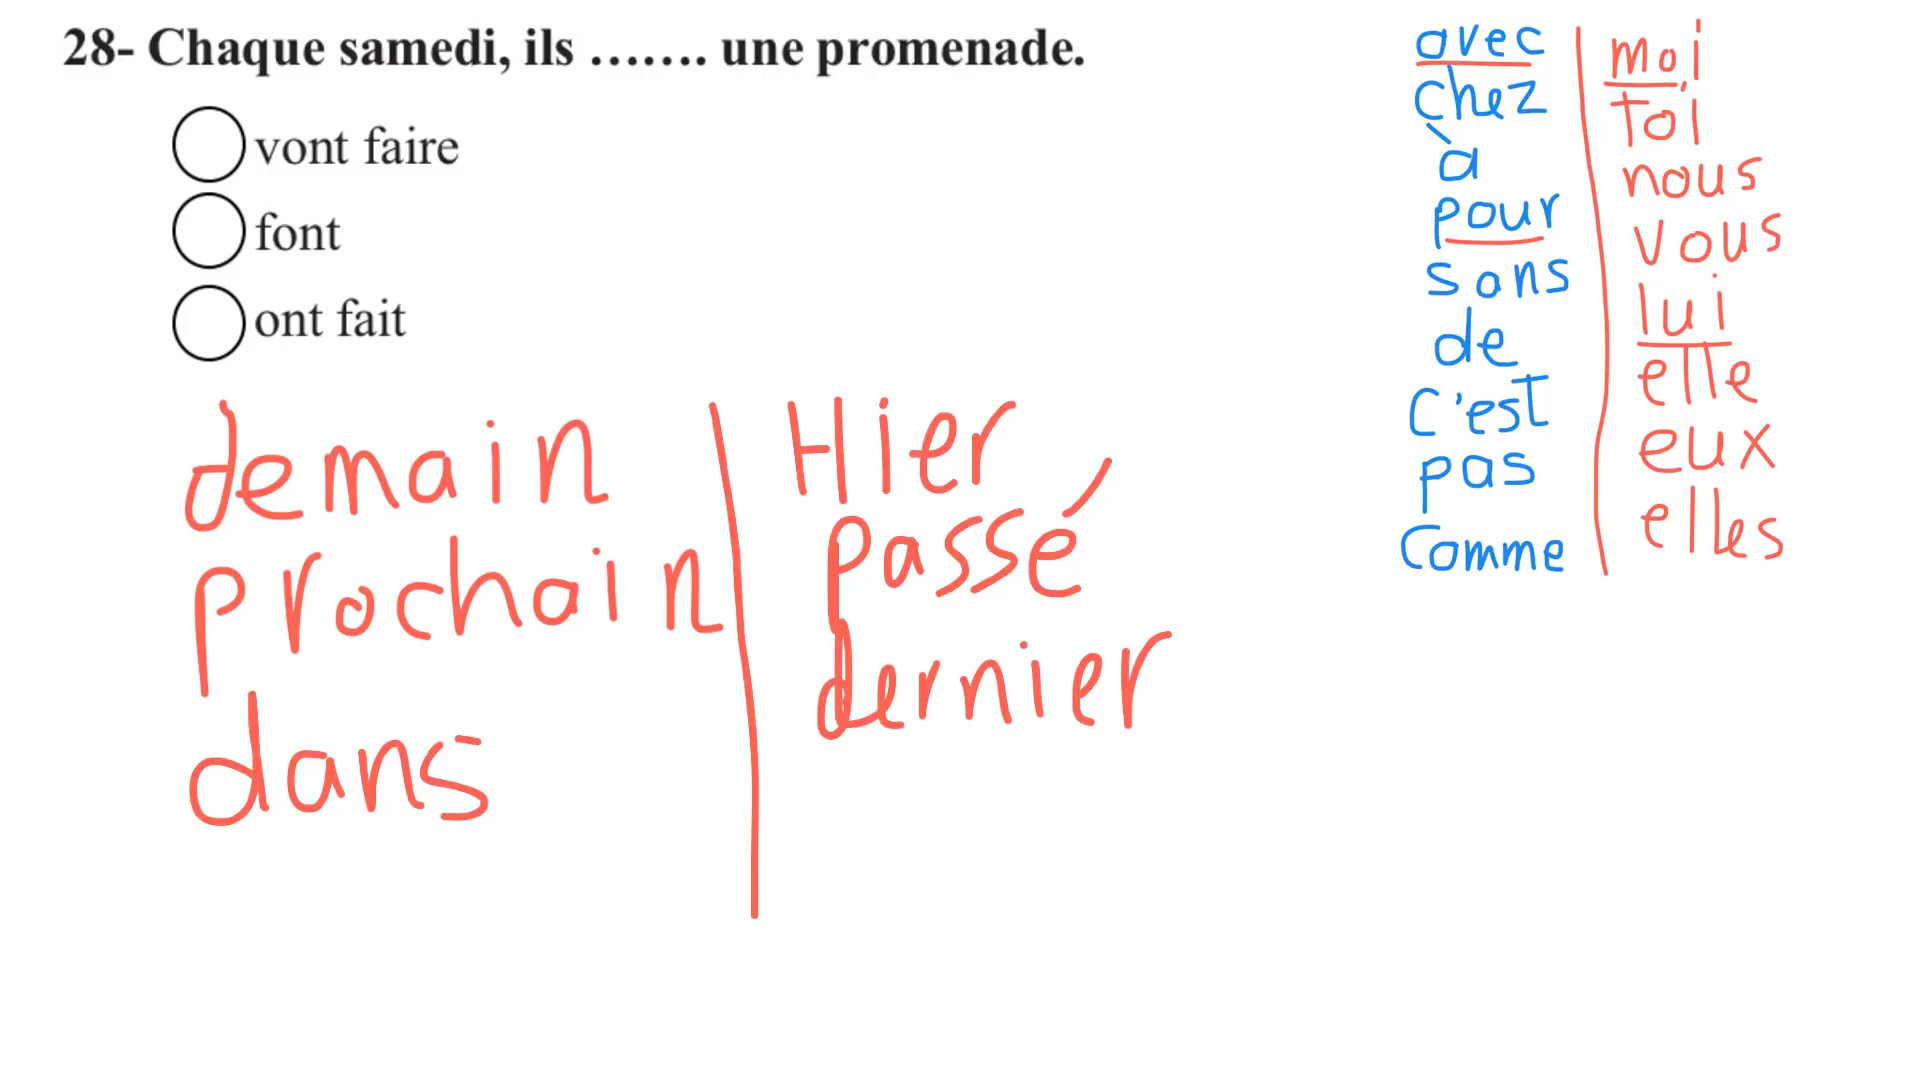 28- Chaque samedi, ils ....... une promenade.
vont faire
font
ont fait
demain
prochain
dans
Hier
passé
dernier
avec
chez
à
pour
sans
de
C'est
pas
Comme
moi
toi
nous
vous
lui
elle
eux
elles